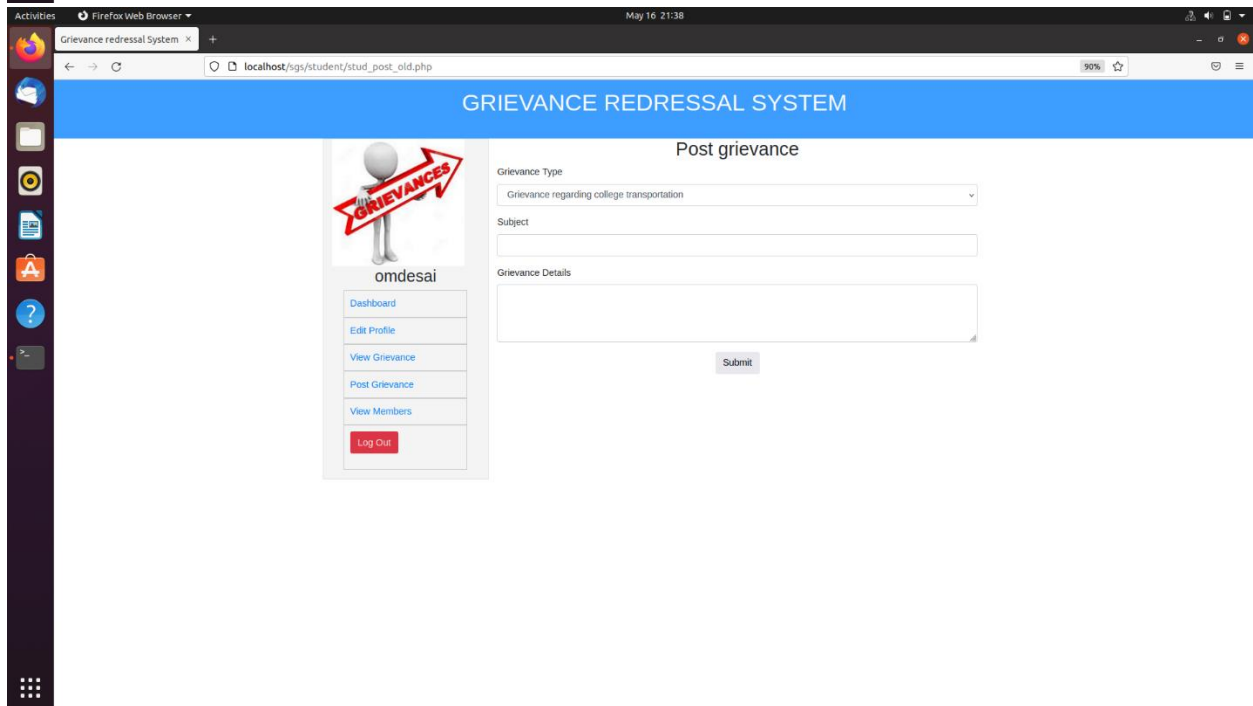 Activities Firefox Web Browser May 16 21:38
Grievance redressal System
localhost/sgs/student/stud_post_old.php 90%
GRIEVANCE REDRESSAL SYSTEM
GRIEVANCES
omdesai
Dashboard
Edit Profile
View Grievance
Post Grievance
View Members
Log Out
Post grievance
Grievance Type
Grievance regarding college transportation
Subject
Grievance Details
Submit